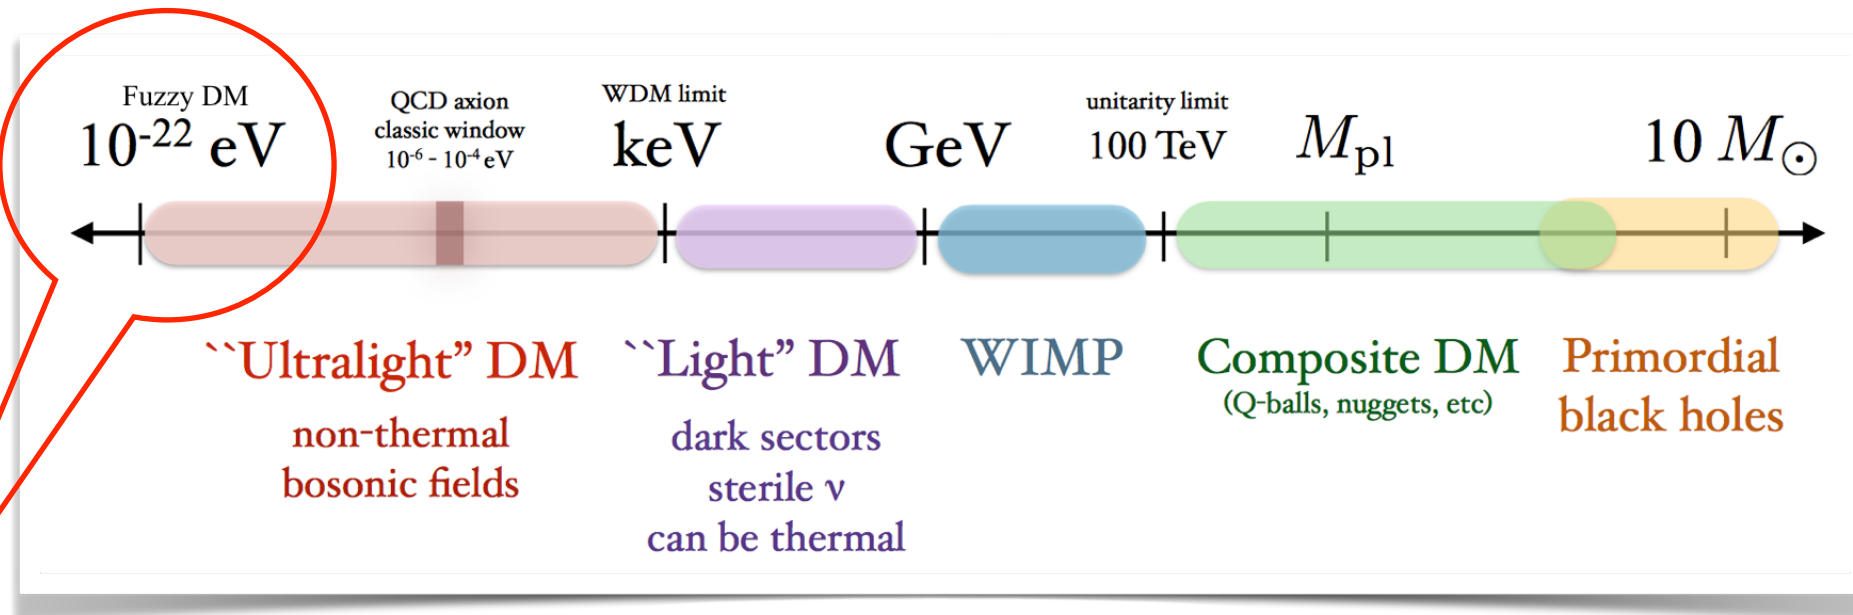 Fuzzy DM
10⁻²² eV
QCD axion
classic window
10⁻⁶ - 10⁻⁴ eV
WDM limit
keV
GeV
unitarity limit
100 TeV
M_pl
10 M_⊙
``Ultralight” DM
non-thermal
bosonic fields
``Light” DM
dark sectors
sterile ν
can be thermal
WIMP
Composite DM
(Q-balls, nuggets, etc)
Primordial
black holes